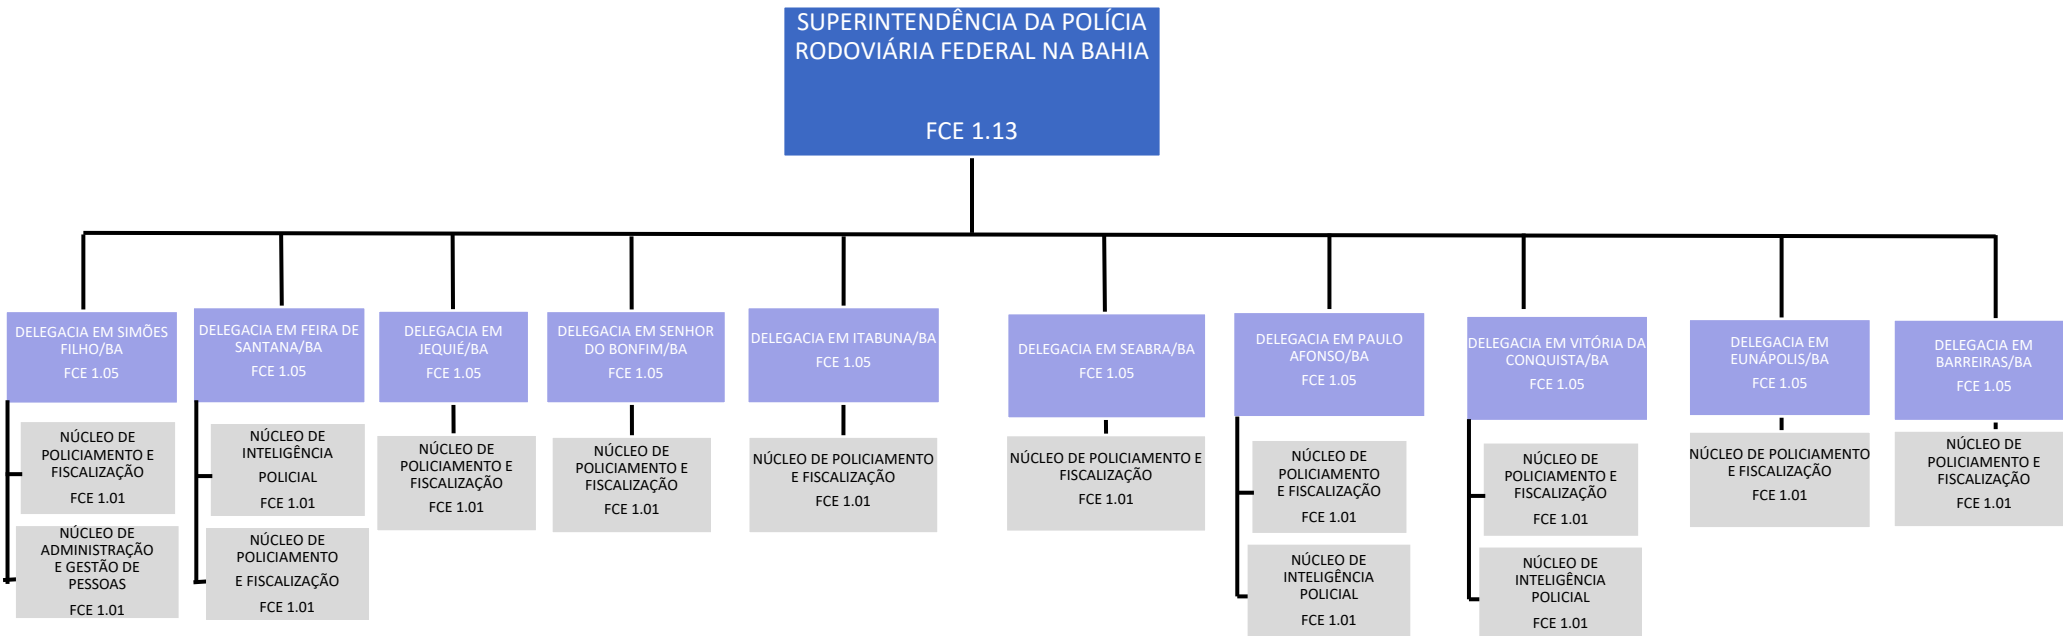 SUPERINTENDÊNCIA DA POLÍCIA
RODOVIÁRIA FEDERAL NA BAHIA
FCE 1.13
DELEGACIA EM SIMÕES
FILHO/BA
FCE 1.05
NÚCLEO DE
POLICIAMENTO E
FISCALIZAÇÃO
FCE 1.01
NÚCLEO DE
ADMINISTRAÇÃO
E GESTÃO DE
PESSOAS
FCE 1.01
DELEGACIA EM FEIRA DE
SANTANA/BA
FCE 1.05
NÚCLEO DE
INTELIGÊNCIA
POLICIAL
FCE 1.01
NÚCLEO DE
POLICIAMENTO
E FISCALIZAÇÃO
FCE 1.01
DELEGACIA EM
JEQUIÉ/BA
FCE 1.05
NÚCLEO DE
POLICIAMENTO E
FISCALIZAÇÃO
FCE 1.01
DELEGACIA EM SENHOR
DO BONFIM/BA
FCE 1.05
NÚCLEO DE
POLICIAMENTO E
FISCALIZAÇÃO
FCE 1.01
DELEGACIA EM ITABUNA/BA
FCE 1.05
NÚCLEO DE POLICIAMENTO
E FISCALIZAÇÃO
FCE 1.01
DELEGACIA EM SEABRA/BA
FCE 1.05
NÚCLEO DE POLICIAMENTO E
FISCALIZAÇÃO
FCE 1.01
DELEGACIA EM PAULO
AFONSO/BA
FCE 1.05
NÚCLEO DE
POLICIAMENTO
E FISCALIZAÇÃO
FCE 1.01
NÚCLEO DE
INTELIGÊNCIA
POLICIAL
FCE 1.01
DELEGACIA EM VITÓRIA DA
CONQUISTA/BA
FCE 1.05
NÚCLEO DE
POLICIAMENTO E
FISCALIZAÇÃO
FCE 1.01
NÚCLEO DE
INTELIGÊNCIA
POLICIAL
FCE 1.01
DELEGACIA EM
EUNÁPOLIS/BA
FCE 1.05
NÚCLEO DE POLICIAMENTO
E FISCALIZAÇÃO
FCE 1.01
DELEGACIA EM
BARREIRAS/BA
FCE 1.05
NÚCLEO DE
POLICIAMENTO E
FISCALIZAÇÃO
FCE 1.01